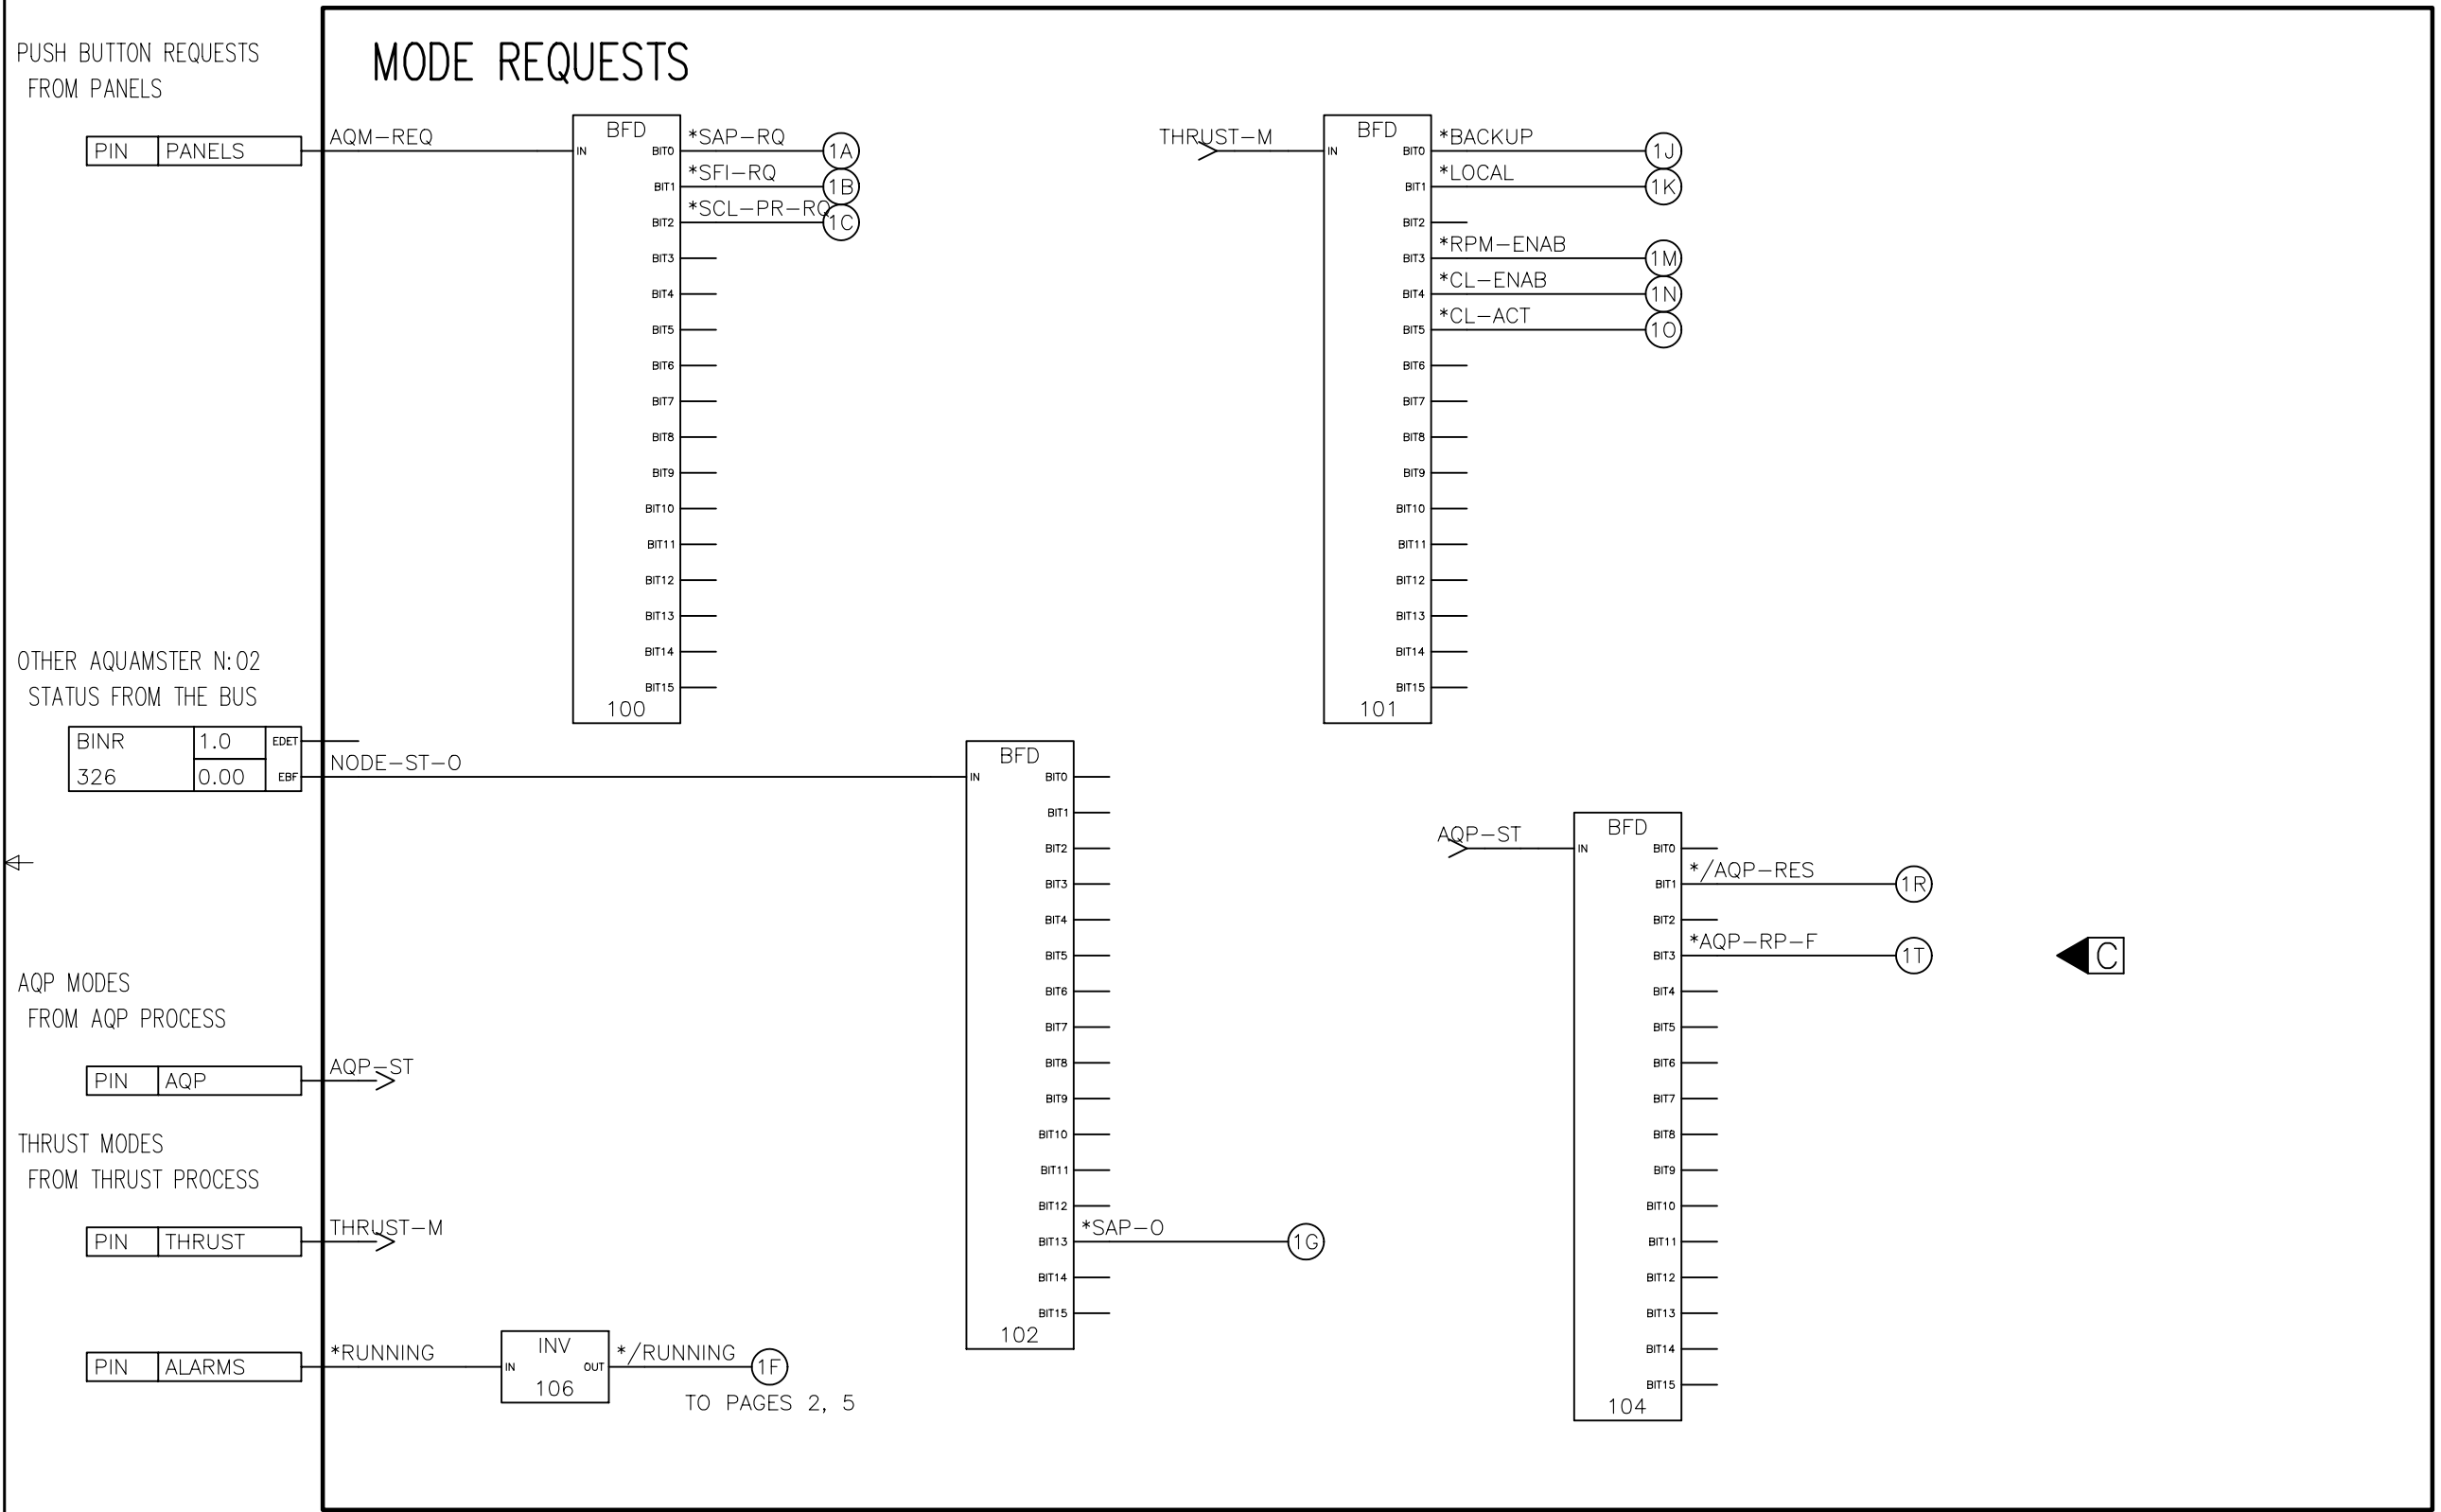 PUSH BUTTON REQUESTS
FROM PANELS
MODE REQUESTS
PIN PANELS
AQM-REQ
BFD
IN
BIT0
BIT1
BIT2
BIT3
BIT4
BIT5
BIT6
BIT7
BIT8
BIT9
BIT10
BIT11
BIT12
BIT13
BIT14
BIT15
100
*SAP-RQ
1A
*SFI-RQ
1B
*SCL-PR-RQ
1C
THRUST-M
BFD
IN
BIT0
BIT1
BIT2
BIT3
BIT4
BIT5
BIT6
BIT7
BIT8
BIT9
BIT10
BIT11
BIT12
BIT13
BIT14
BIT15
101
*BACKUP
1J
*LOCAL
1K
*RPM-ENAB
1M
*CL-ENAB
1N
*CL-ACT
1O
OTHER AQUAMSTER N:02
STATUS FROM THE BUS
BINR 1.0 EDET
326 0.00 EBF
NODE-ST-O
BFD
IN
BIT0
BIT1
BIT2
BIT3
BIT4
BIT5
BIT6
BIT7
BIT8
BIT9
BIT10
BIT11
BIT12
BIT13
BIT14
BIT15
102
*SAP-O
1G
AQP-ST
BFD
IN
BIT0
BIT1
BIT2
BIT3
BIT4
BIT5
BIT6
BIT7
BIT8
BIT9
BIT10
BIT11
BIT12
BIT13
BIT14
BIT15
104
*/AQP-RES
1R
*AQP-RP-F
1T
C
AQP MODES
FROM AQP PROCESS
PIN AQP
AQP-ST
THRUST MODES
FROM THRUST PROCESS
PIN THRUST
THRUST-M
PIN ALARMS
*RUNNING
INV
IN OUT
106
*/RUNNING
1F
TO PAGES 2, 5